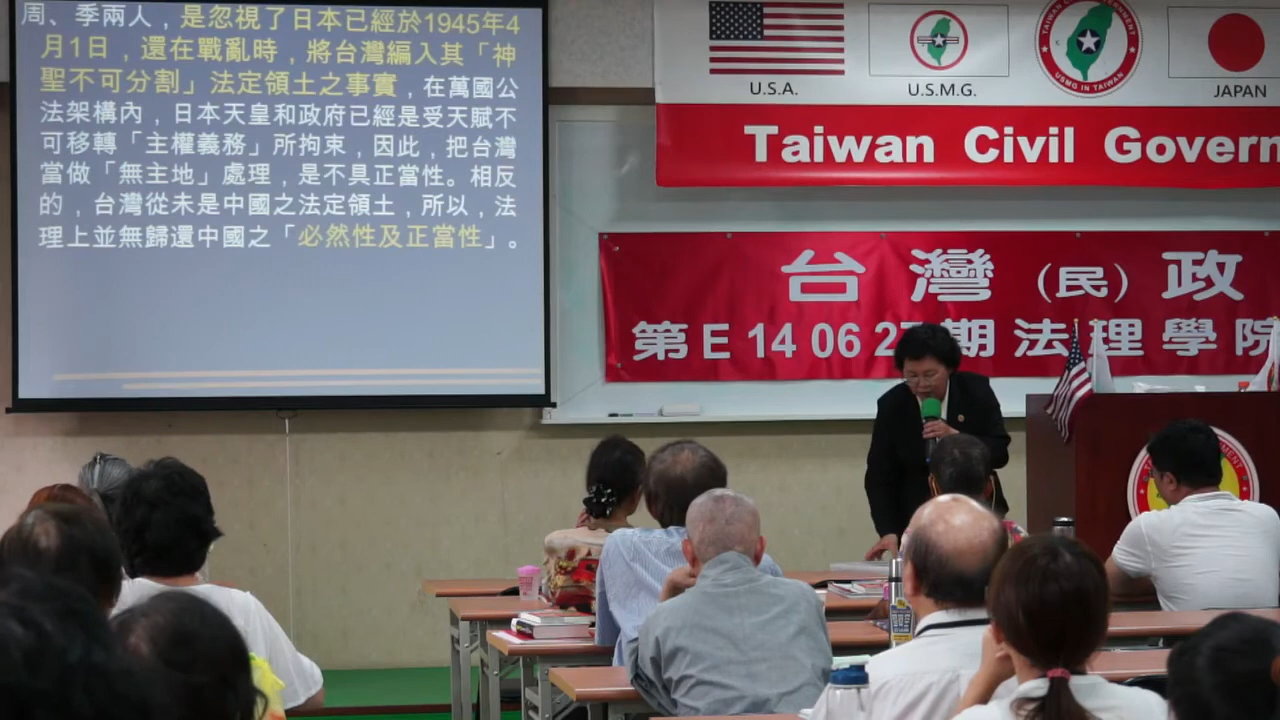 周、季兩人，是忽視了日本已經於1945年4
月1日，還在戰亂時，將台灣編入其「神
聖不可分割」法定領土之事實，在萬國公
法架構內，日本天皇和政府已經是受天賦不
可移轉「主權義務」所拘束，因此，把台灣
當做「無主地」處理，是不具正當性。相反
的，台灣從未是中國之法定領土，所以，法
理上並無歸還中國之「必然性及正當性」。
U.S.A.
U.S.M.G.
TAIWAN CIVIL GOVERNMENT
USMG IN TAIWAN
JAPAN
Taiwan Civil Govern
台灣（民）政
第E 14 06 27期法理學院